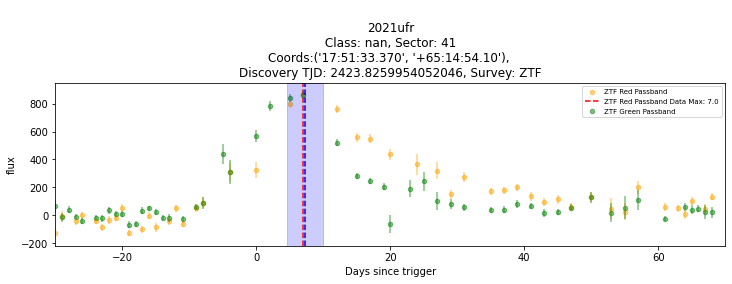 2021ufr
Class: nan, Sector: 41
Coords:('17:51:33.370', '+65:14:54.10'),
Discovery TJD: 2423.8259954052046, Survey: ZTF
ZTF Red Passband
ZTF Red Passband Data Max: 7.0
ZTF Green Passband
flux
800
600
400
200
0
−200
−20
0
20
40
60
Days since trigger